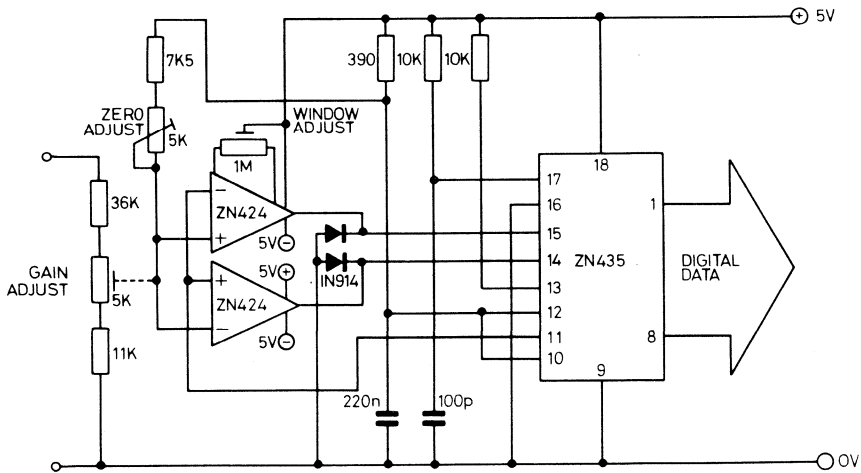 7K5
390
10K
10K
5V
ZERO
ADJUST
5K
WINDOW
ADJUST
1M
36K
ZN424
5V
GAIN
ADJUST
5K
5V
ZN424
5V
IN914
11K
220n
100p
18
17
16
15
14
13
12
11
10
9
ZN435
1
8
DIGITAL
DATA
0V